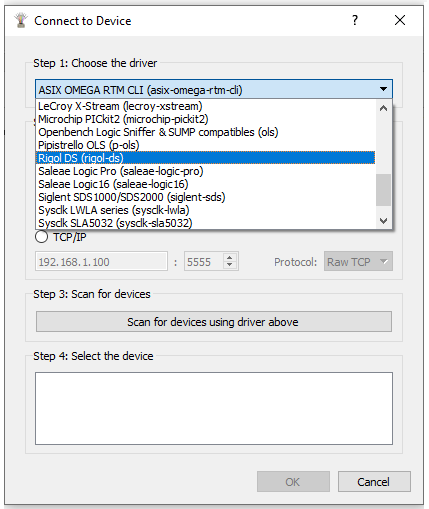 Connect to Device
?
Step 1: Choose the driver
ASIX OMEGA RTM CLI (asix-omega-rtm-cli)
LeCroy X-Stream (lecroy-xstream)
Microchip PICkit2 (microchip-pickit2)
Openbench Logic Sniffer & SUMP compatibles (ols)
Pipistrello OLS (p-ols)
Rigol DS (rigol-ds)
Saleae Logic Pro (saleae-logic-pro)
Saleae Logic16 (saleae-logic16)
Siglent SDS1000/SDS2000 (siglent-sds)
Sysclk LWLA series (sysclk-lwla)
Sysclk SLA5032 (sysclk-sla5032)
TCP/IP
192.168.1.100 : 5555 Protocol: Raw TCP
Step 3: Scan for devices
Scan for devices using driver above
Step 4: Select the device
OK Cancel